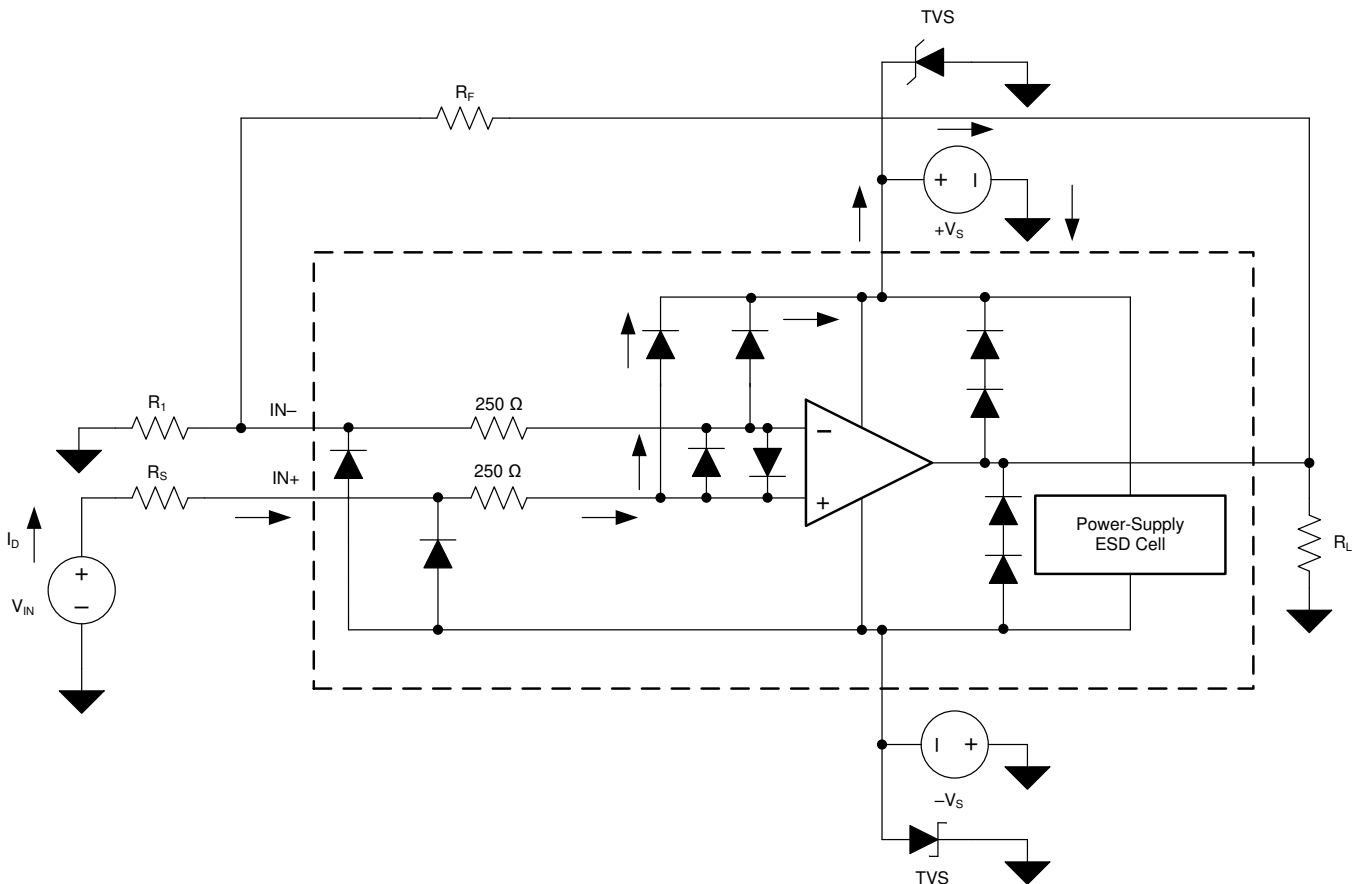 TVS
R_F
+ –
+V_S
R_1
IN–
250 Ω
–
R_S
IN+
250 Ω
+
I_D
V_IN
+
–
Power-Supply
ESD Cell
R_L
– +
–V_S
TVS